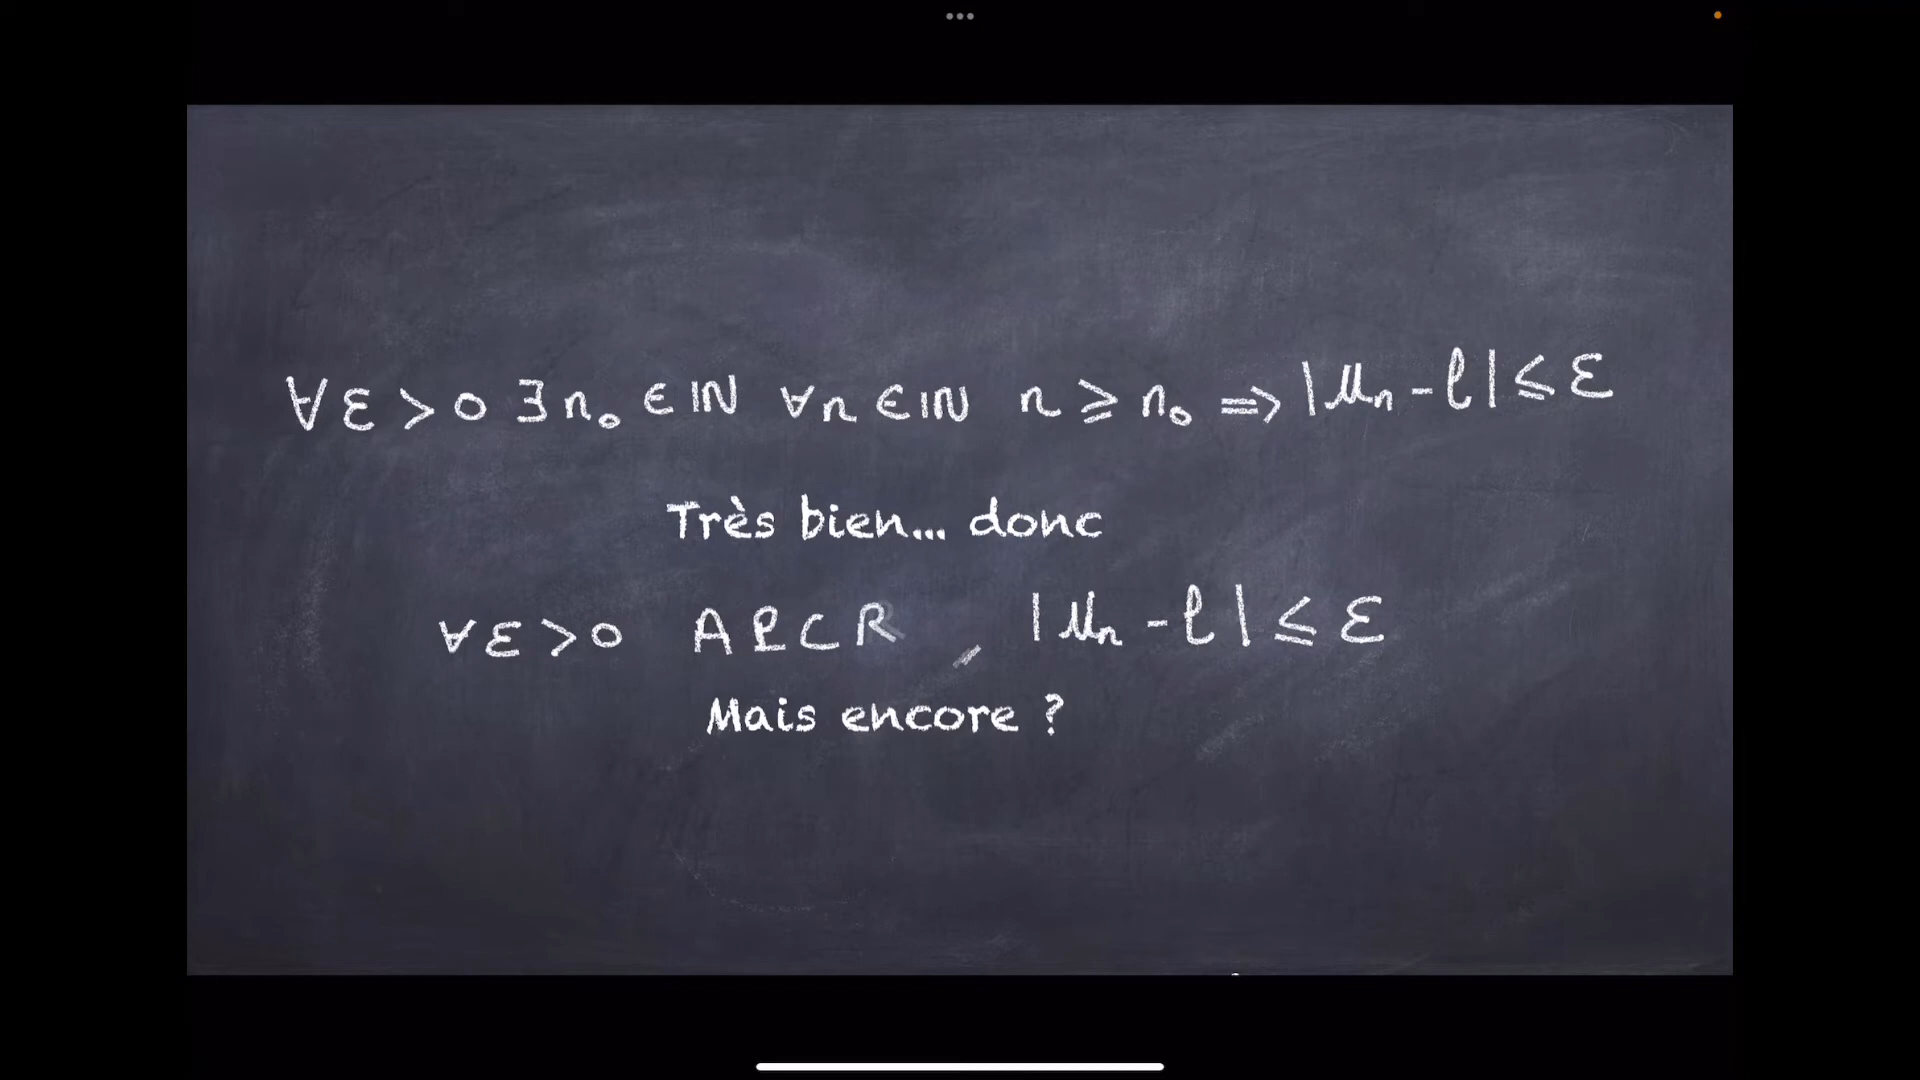 ∀ε>0 ∃n₀∈ℕ ∀n∈ℕ n⩾n₀ ⇒ |uₙ-ℓ|⩽ε
Très bien... donc
∀ε>0 APCR, |uₙ-ℓ|⩽ε
Mais encore ?